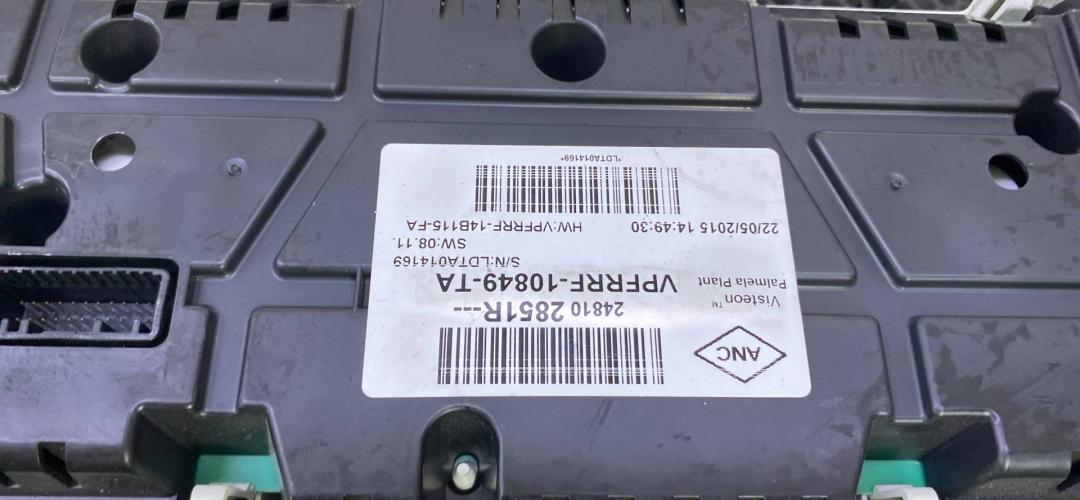 ANC
24810 2851R---
Visteon™
Palmela Plant
VPFRRF-10849-TA
S/N:LDTA014169
SW:08.11.
22/05/2015 14:49:30 HW:VPFRRF-14B115-FA
*LDTA014169*